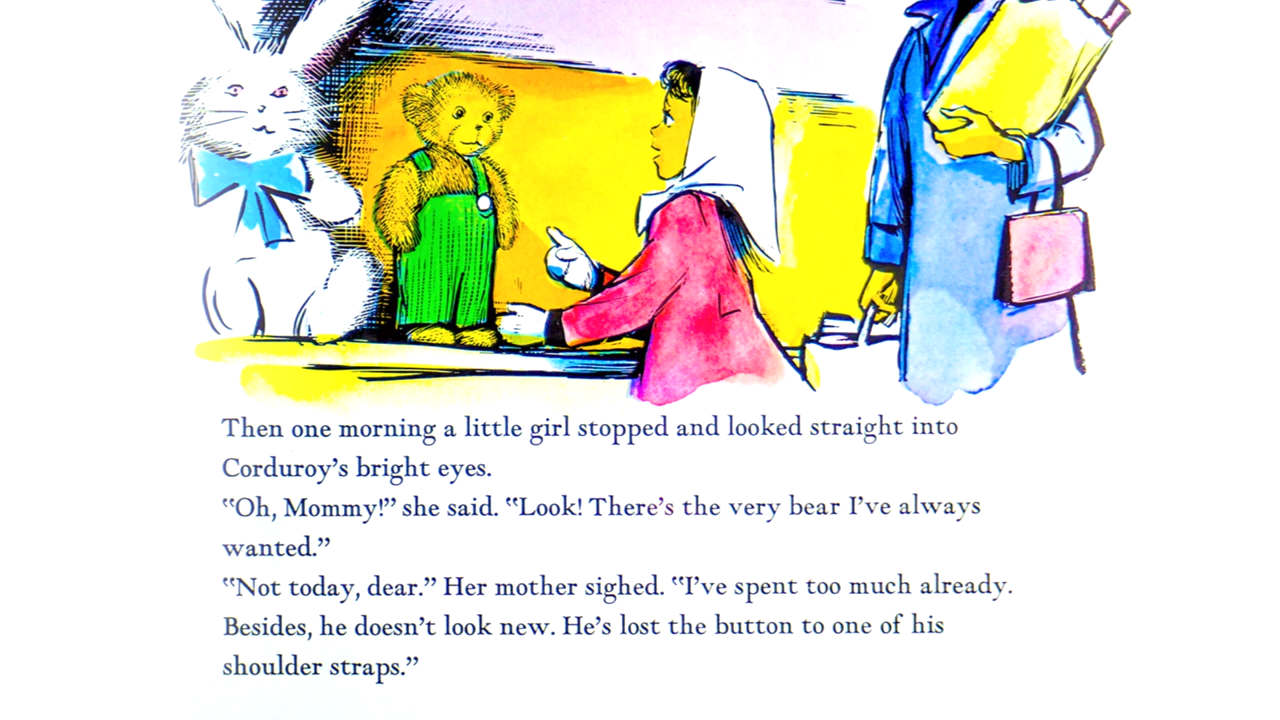 Then one morning a little girl stopped and looked straight into
Corduroy’s bright eyes.
“Oh, Mommy!” she said. “Look! There’s the very bear I’ve always
wanted.”
“Not today, dear.” Her mother sighed. “I’ve spent too much already.
Besides, he doesn’t look new. He’s lost the button to one of his
shoulder straps.”